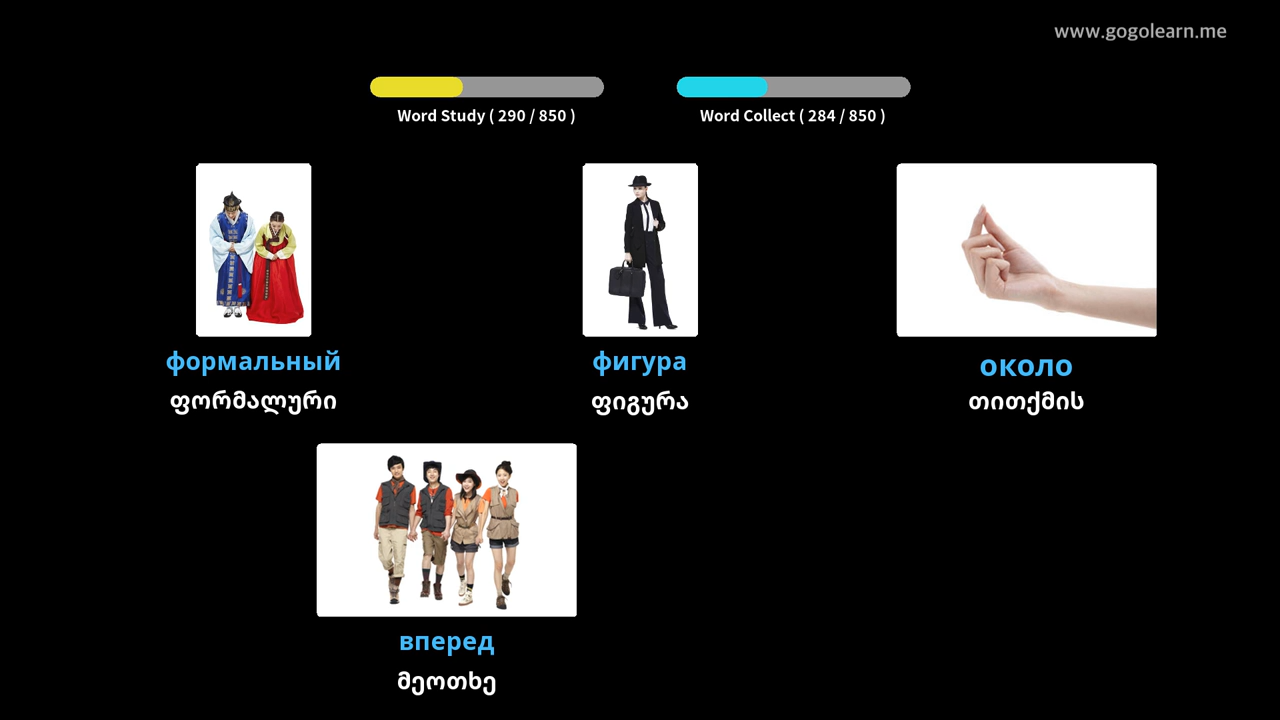 www.gogolearn.me
Word Study ( 290 / 850 )
Word Collect ( 284 / 850 )
формальный
ფორმალური
фигура
ფიგურა
около
თითქმის
вперед
მეოთხე